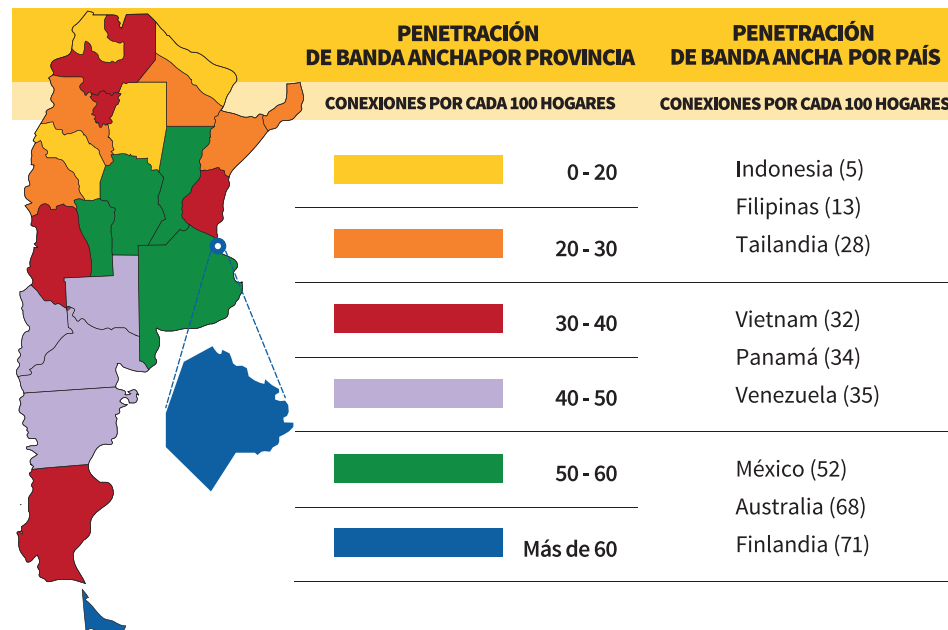 PENETRACIÓN
DE BANDA ANCHAPOR PROVINCIA
CONEXIONES POR CADA 100 HOGARES
0 - 20
20 - 30
30 - 40
40 - 50
50 - 60
Más de 60
PENETRACIÓN
DE BANDA ANCHA POR PAÍS
CONEXIONES POR CADA 100 HOGARES
Indonesia (5)
Filipinas (13)
Tailandia (28)
Vietnam (32)
Panamá (34)
Venezuela (35)
México (52)
Australia (68)
Finlandia (71)